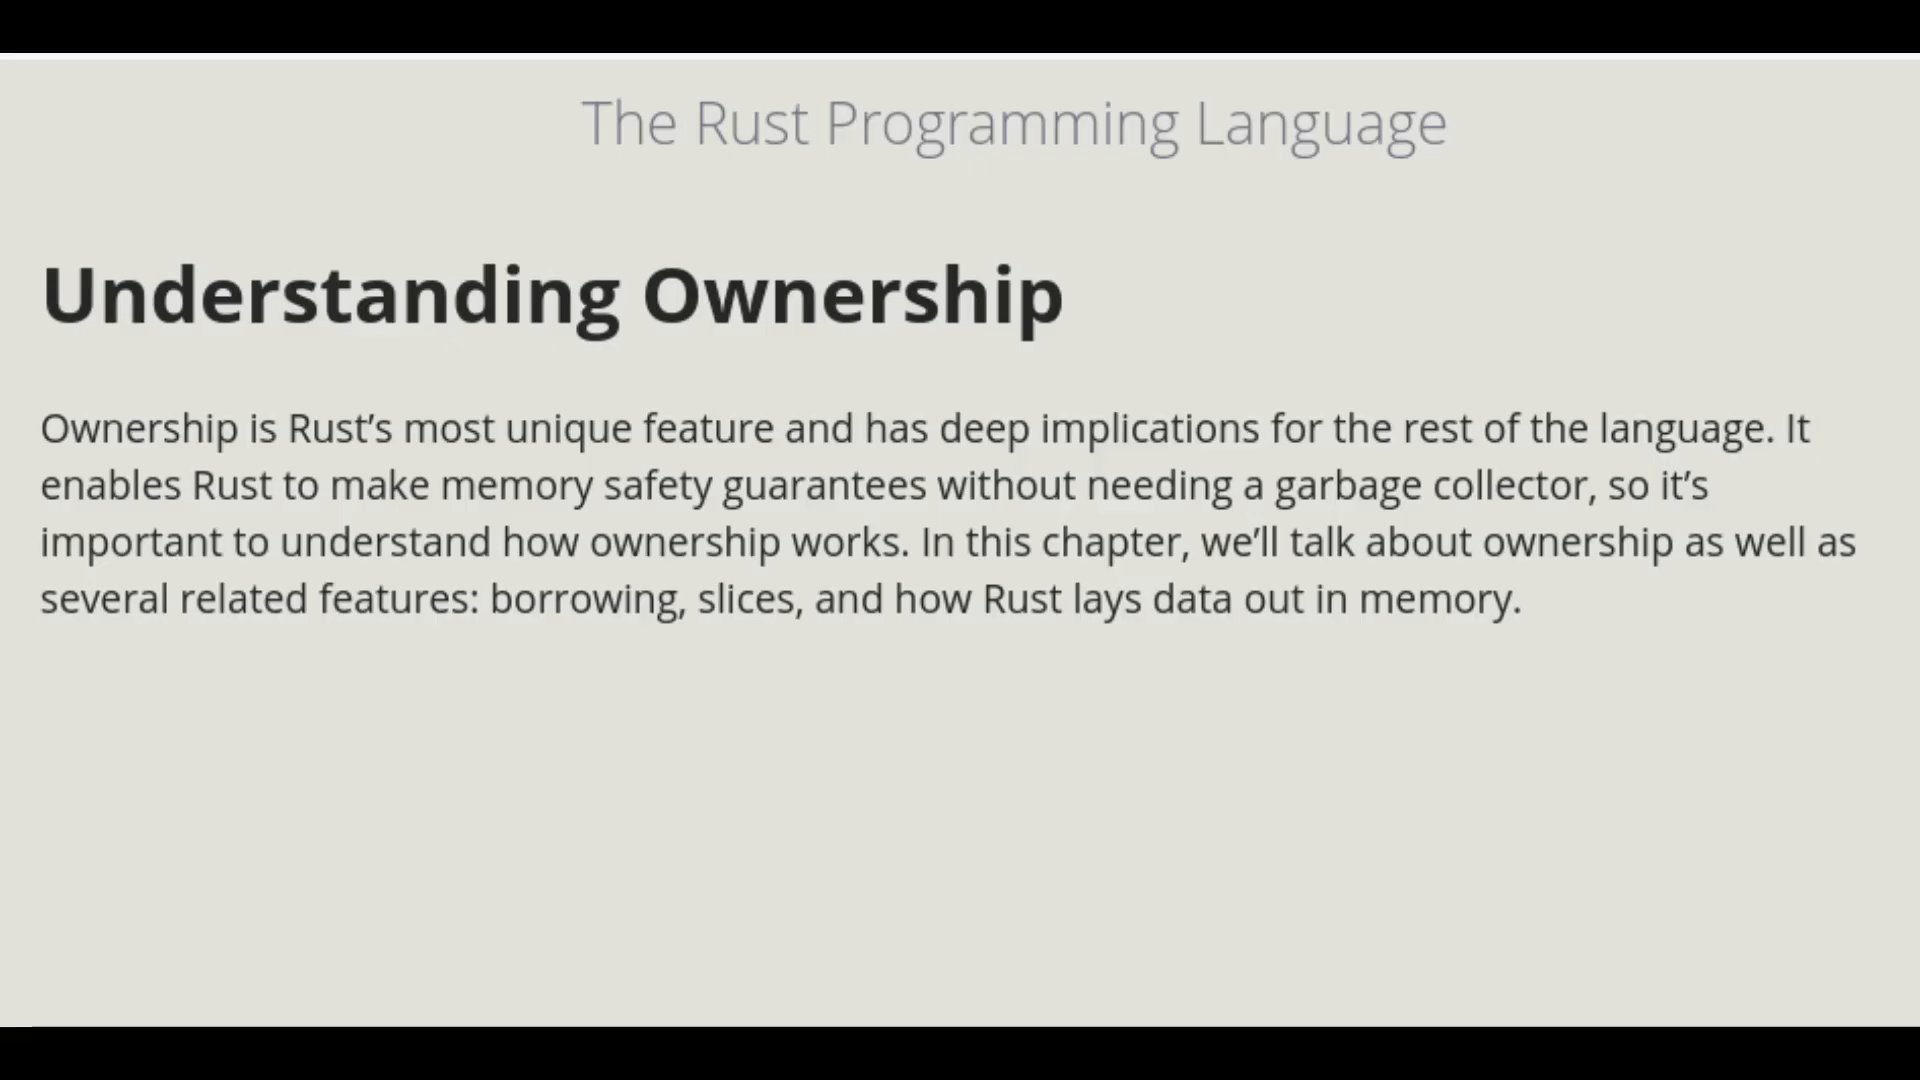 The Rust Programming Language
Understanding Ownership
Ownership is Rust’s most unique feature and has deep implications for the rest of the language. It
enables Rust to make memory safety guarantees without needing a garbage collector, so it’s
important to understand how ownership works. In this chapter, we’ll talk about ownership as well as
several related features: borrowing, slices, and how Rust lays data out in memory.